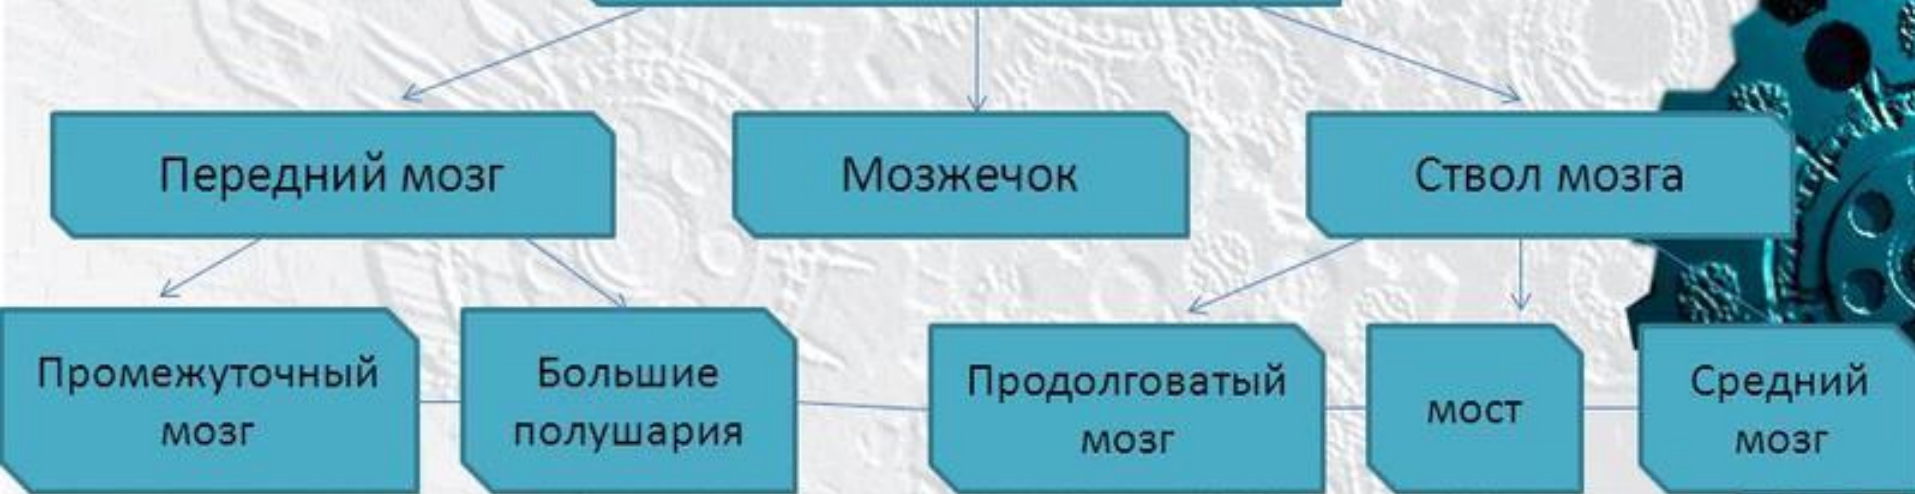 Передний мозг
Мозжечок
Ствол мозга
Промежуточный
мозг
Большие
полушария
Продолговатый
мозг
мост
Средний
мозг